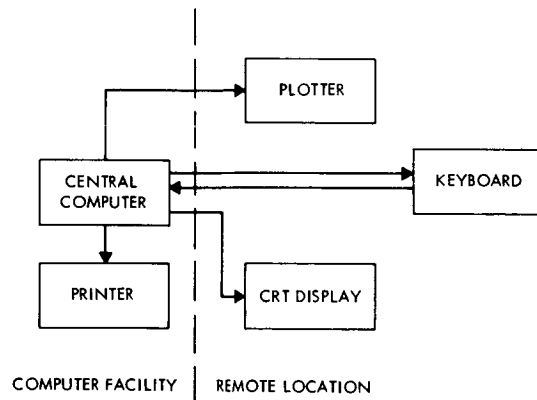 PLOTTER
CENTRAL
COMPUTER
KEYBOARD
PRINTER
CRT DISPLAY
COMPUTER FACILITY
REMOTE LOCATION